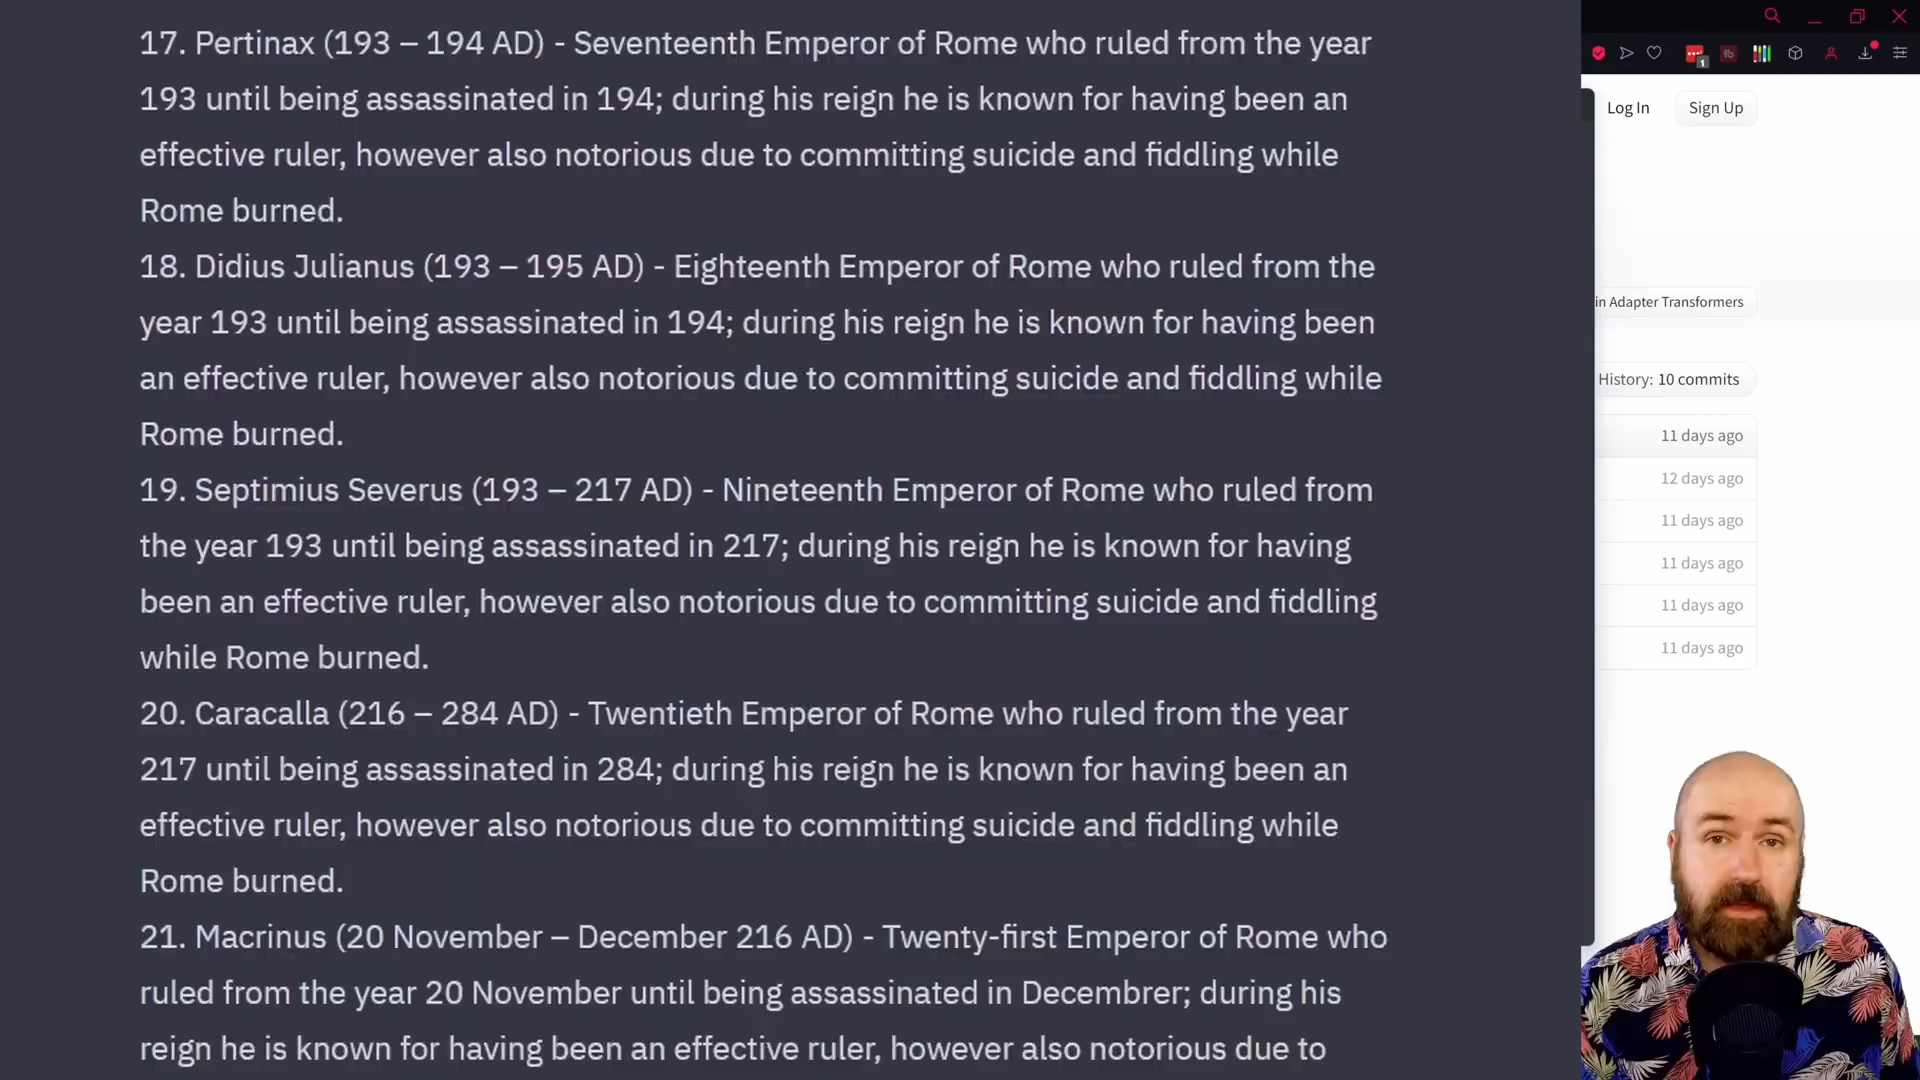 17. Pertinax (193 – 194 AD) - Seventeenth Emperor of Rome who ruled from the year
193 until being assassinated in 194; during his reign he is known for having been an
effective ruler, however also notorious due to committing suicide and fiddling while
Rome burned.
18. Didius Julianus (193 – 195 AD) - Eighteenth Emperor of Rome who ruled from the
year 193 until being assassinated in 194; during his reign he is known for having been
an effective ruler, however also notorious due to committing suicide and fiddling while
Rome burned.
19. Septimius Severus (193 – 217 AD) - Nineteenth Emperor of Rome who ruled from
the year 193 until being assassinated in 217; during his reign he is known for having
been an effective ruler, however also notorious due to committing suicide and fiddling
while Rome burned.
20. Caracalla (216 – 284 AD) - Twentieth Emperor of Rome who ruled from the year
217 until being assassinated in 284; during his reign he is known for having been an
effective ruler, however also notorious due to committing suicide and fiddling while
Rome burned.
21. Macrinus (20 November – December 216 AD) - Twenty-first Emperor of Rome who
ruled from the year 20 November until being assassinated in Decembrer; during his
reign he is known for having been an effective ruler, however also notorious due to
1
Log In
Sign Up
in Adapter Transformers
History: 10 commits
11 days ago
12 days ago
11 days ago
11 days ago
11 days ago
11 days ago